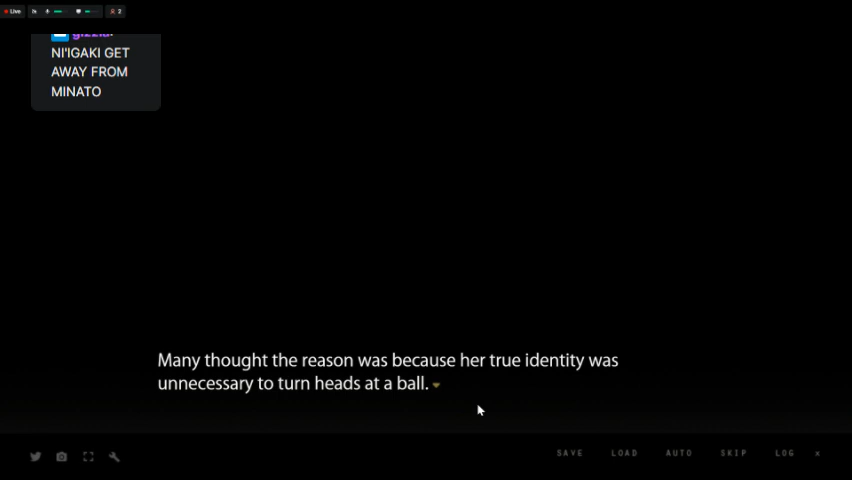 Live
2
NI'IGAKI GET
AWAY FROM
MINATO
Many thought the reason was because her true identity was
unnecessary to turn heads at a ball.
SAVE LOAD AUTO SKIP LOG x